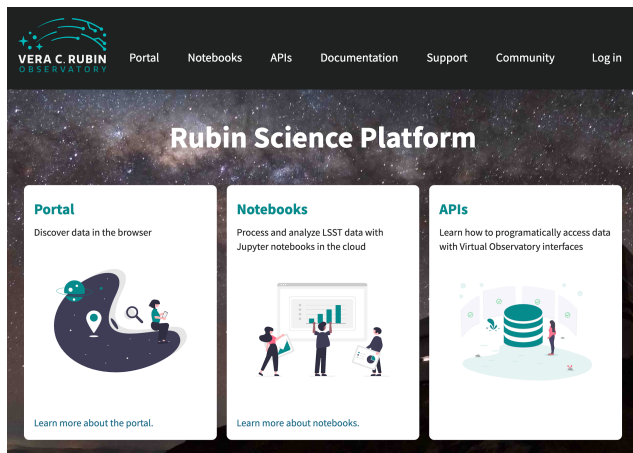 VERA C. RUBIN
OBSERVATORY
Portal Notebooks APIs Documentation Support Community Log in
Rubin Science Platform
Portal
Discover data in the browser
Learn more about the portal.
Notebooks
Process and analyze LSST data with
Jupyter notebooks in the cloud
Learn more about notebooks.
APIs
Learn how to programatically access data
with Virtual Observatory interfaces